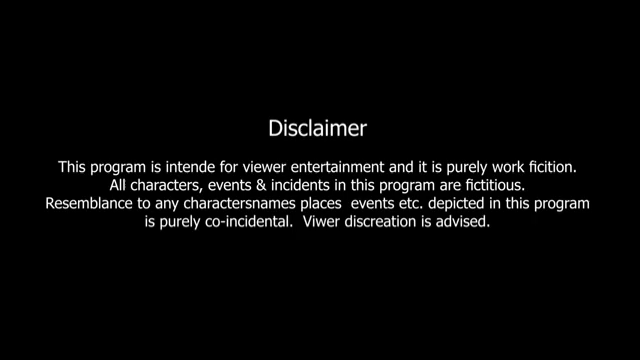 Disclaimer
This program is intende for viewer entertainment and it is purely work ficition.
All characters, events & incidents in this program are fictitious.
Resemblance to any charactersnames places  events etc. depicted in this program
is purely co-incidental.  Viwer discreation is advised.